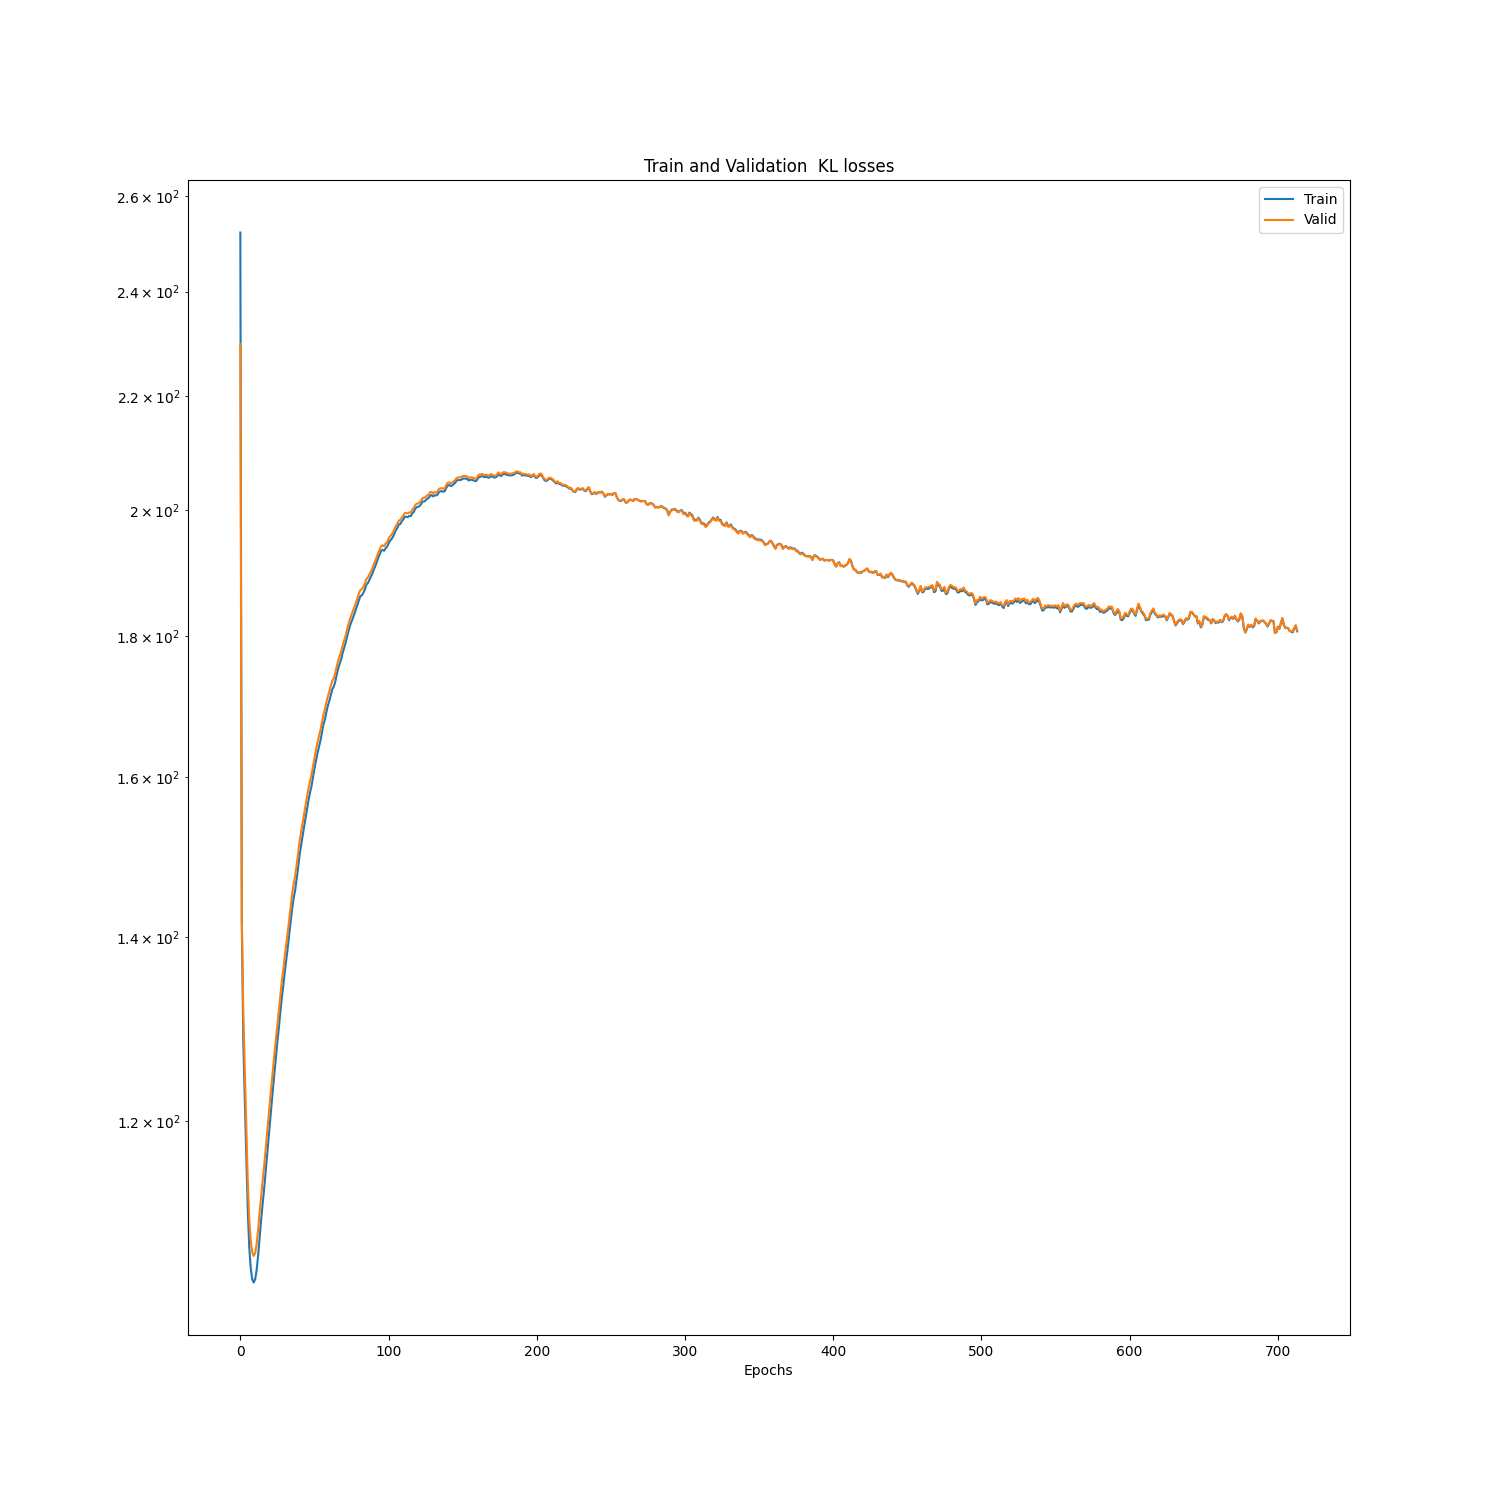 Train and Validation  KL losses
Train
Valid
2.6 × 10²
2.4 × 10²
2.2 × 10²
2 × 10²
1.8 × 10²
1.6 × 10²
1.4 × 10²
1.2 × 10²
0 100 200 300 400 500 600 700
Epochs